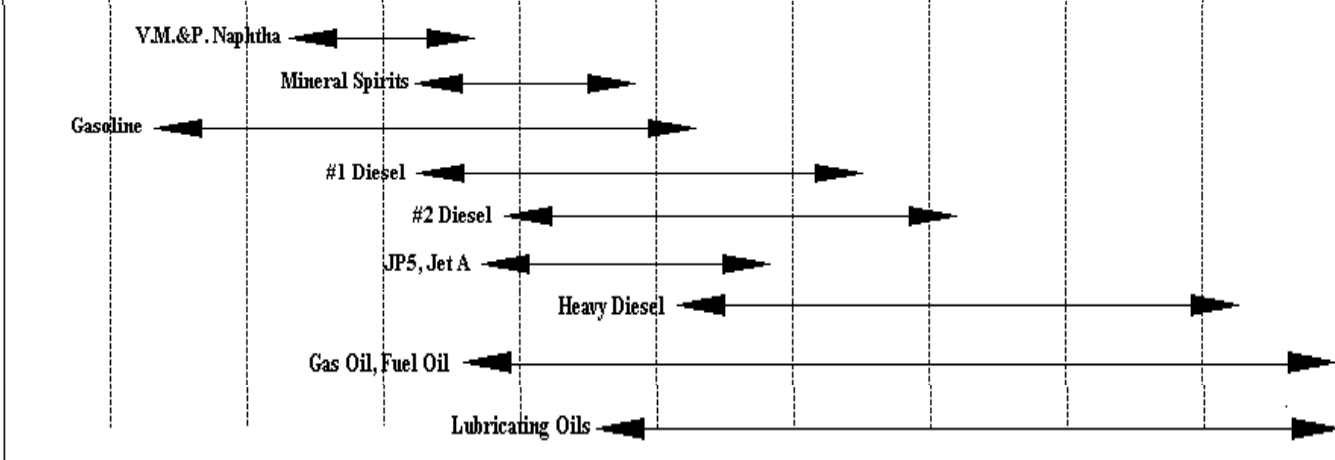 V.M.&P. Naphtha
Mineral Spirits
Gasoline
#1 Diesel
#2 Diesel
JP5, Jet A
Heavy Diesel
Gas Oil, Fuel Oil
Lubricating Oils